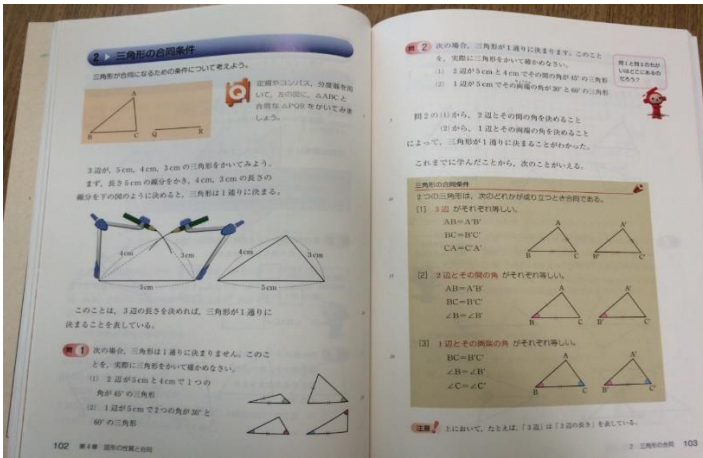 2 三角形の合同条件
三角形が合同になるための条件について考えよう。
A
B
C
Q
R
Q
定規やコンパス,分度器を用
いて,左の図に,△ABCと
合同な△PQRをかいてみま
しょう。
3辺が,5cm,4cm,3cmの三角形をかいてみよう。
まず,長さ5cmの線分をかき,4cm,3cmの長さの
線分を下の図のように決めると,三角形は1通りに決まる。
4cm
3cm
5cm
4cm
3cm
5cm
このことは,3辺の長さを決めれば,三角形が1通りに
決まることを表している。
問1 次の場合,三角形は1通りに決まりません。このこ
とを,実際に三角形をかいて確かめなさい。
(1) 2辺が5cmと4cmで1つの
角が45°の三角形
(2) 1辺が5cmで2つの角が30°と
60°の三角形
102 第4章 図形の性質と合同
問2 次の場合,三角形が1通りに決まります。このこと
を,実際に三角形をかいて確かめなさい。
(1) 2辺が5cmと4cmでその間の角が45°の三角形
(2) 1辺が5cmでその両端の角が30°と60°の三角形
問1と問2のちが
いはどこにあるの
だろう?
問2の(1)から,2辺とその間の角を決めること
(2)から,1辺とその両端の角を決めること
によって,三角形が1通りに決まることがわかった。
これまでに学んだことから,次のことがいえる。
三角形の合同条件
2つの三角形は,次のどれかが成り立つとき合同である。
[1] 3辺 がそれぞれ等しい。
AB=A'B'
BC=B'C'
CA=C'A'
A
B
C
A'
B'
C'
[2] 2辺とその間の角 がそれぞれ等しい。
AB=A'B'
BC=B'C'
∠B=∠B'
A
B
C
A'
B'
C'
[3] 1辺とその両端の角 がそれぞれ等しい。
BC=B'C'
∠B=∠B'
∠C=∠C'
A
B
C
A'
B'
C'
注意! 上において,たとえば,「3辺」は「3辺の長さ」を表している。
2 三角形の合同 103